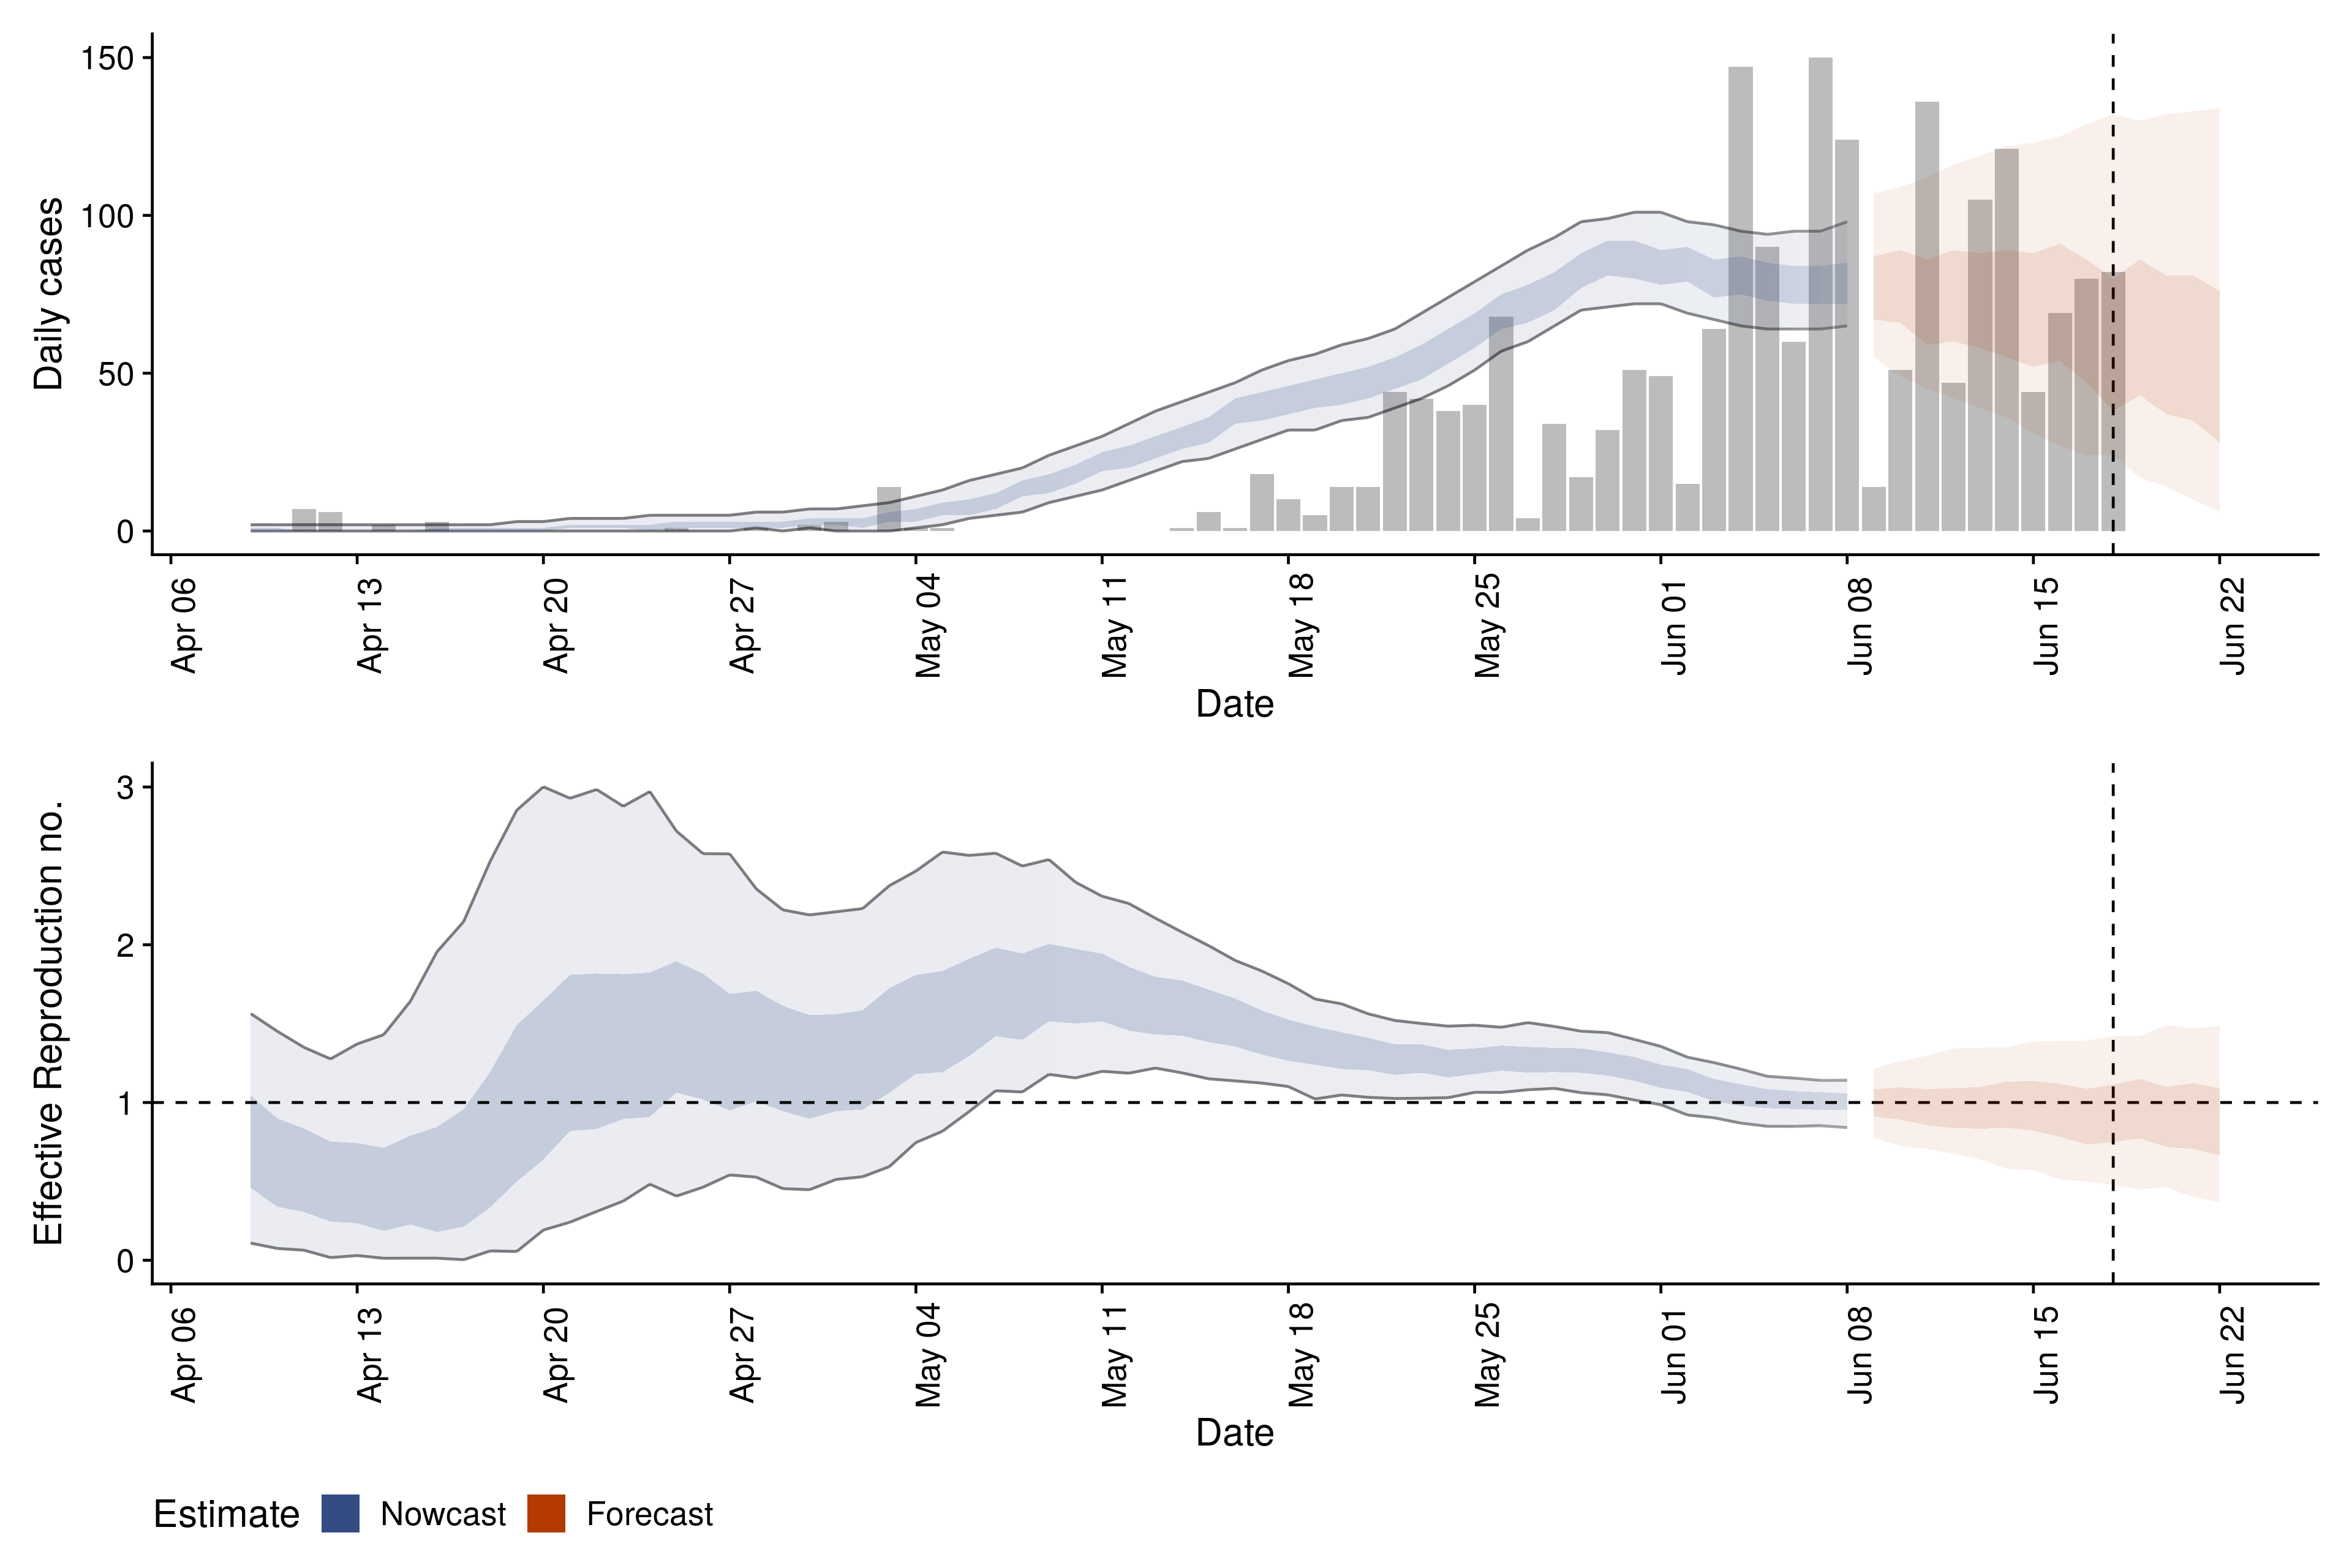 150
100
50
0
Daily cases
Apr 06
Apr 13
Apr 20
Apr 27
May 04
May 11
May 18
May 25
Jun 01
Jun 08
Jun 15
Jun 22
Date
3
2
1
0
Effective Reproduction no.
Apr 06
Apr 13
Apr 20
Apr 27
May 04
May 11
May 18
May 25
Jun 01
Jun 08
Jun 15
Jun 22
Date
Estimate Nowcast Forecast